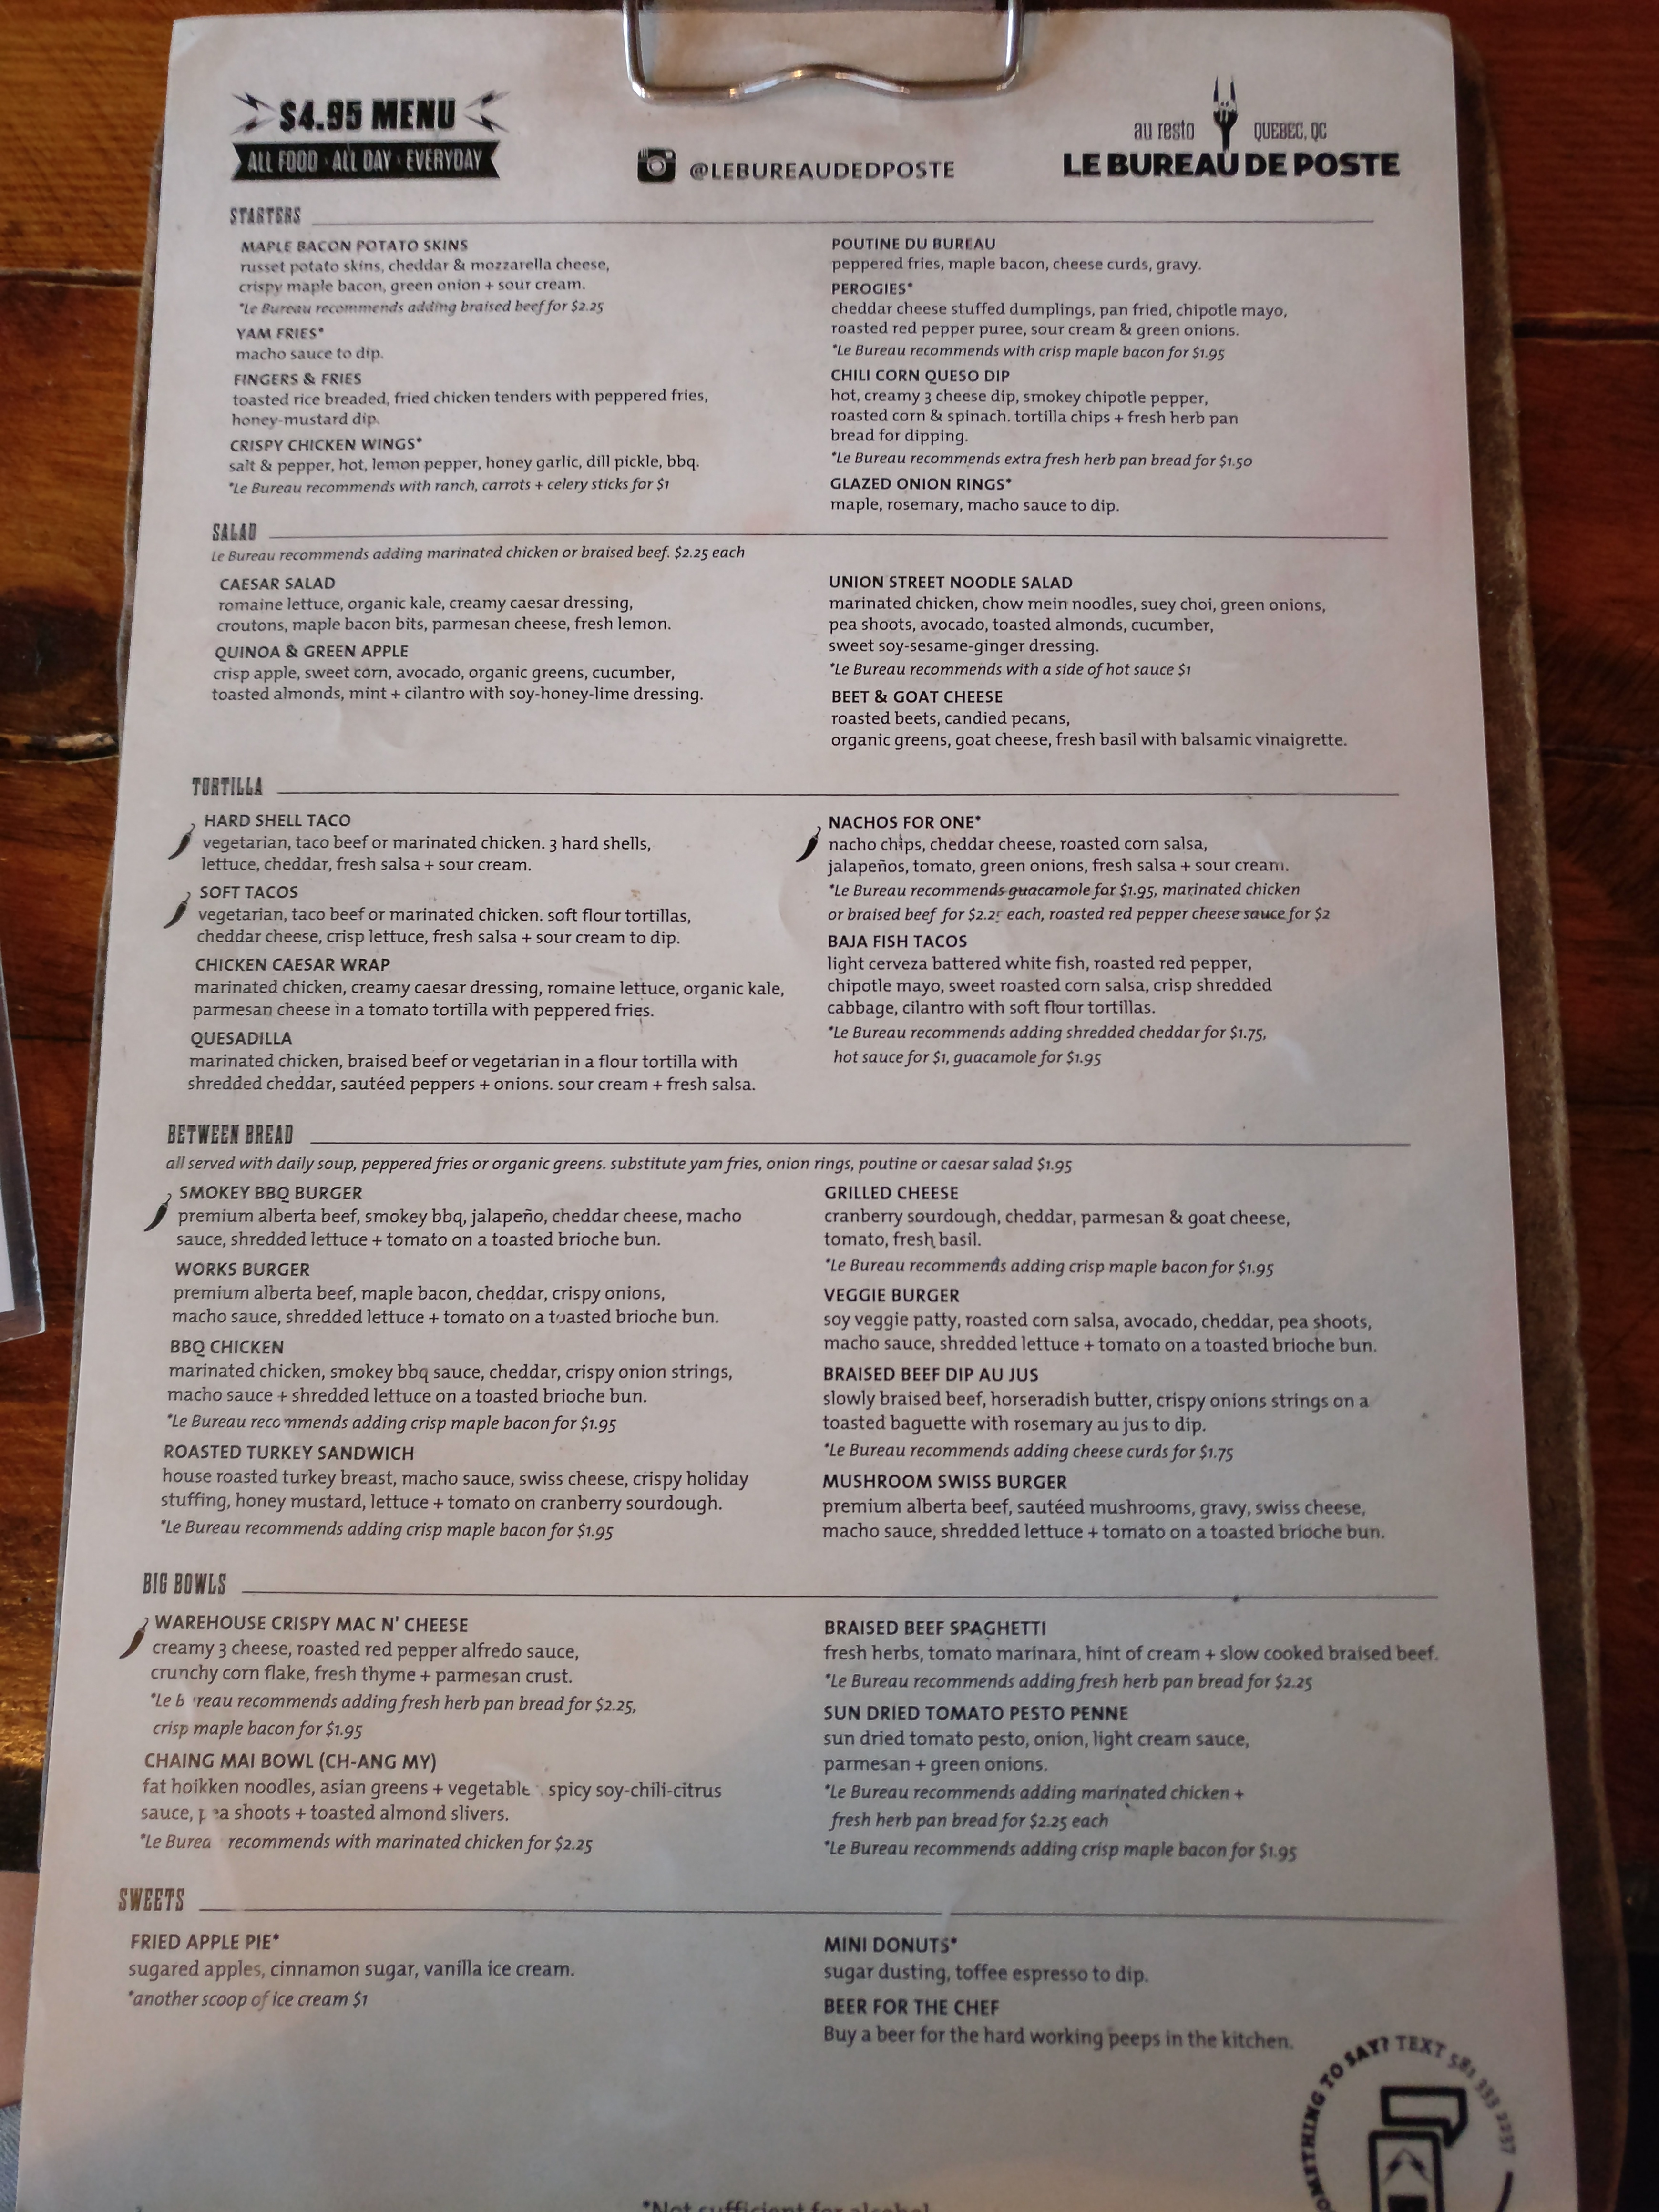 $4.95 MENU
ALL FOOD · ALL DAY · EVERYDAY
@LEBUREAUDEDPOSTE
au resto QUEBEC, QC
LE BUREAU DE POSTE
STARTERS
MAPLE BACON POTATO SKINS
russet potato skins, cheddar & mozzarella cheese,
crispy maple bacon, green onion + sour cream.
*Le Bureau recommends adding braised beef for $2.25
YAM FRIES*
macho sauce to dip.
FINGERS & FRIES
toasted rice breaded, fried chicken tenders with peppered fries,
honey-mustard dip.
CRISPY CHICKEN WINGS*
salt & pepper, hot, lemon pepper, honey garlic, dill pickle, bbq.
*Le Bureau recommends with ranch, carrots + celery sticks for $1
POUTINE DU BUREAU
peppered fries, maple bacon, cheese curds, gravy.
PEROGIES*
cheddar cheese stuffed dumplings, pan fried, chipotle mayo,
roasted red pepper puree, sour cream & green onions.
*Le Bureau recommends with crisp maple bacon for $1.95
CHILI CORN QUESO DIP
hot, creamy 3 cheese dip, smokey chipotle pepper,
roasted corn & spinach. tortilla chips + fresh herb pan
bread for dipping.
*Le Bureau recommends extra fresh herb pan bread for $1.50
GLAZED ONION RINGS*
maple, rosemary, macho sauce to dip.
SALAD
Le Bureau recommends adding marinated chicken or braised beef. $2.25 each
CAESAR SALAD
romaine lettuce, organic kale, creamy caesar dressing,
croutons, maple bacon bits, parmesan cheese, fresh lemon.
QUINOA & GREEN APPLE
crisp apple, sweet corn, avocado, organic greens, cucumber,
toasted almonds, mint + cilantro with soy-honey-lime dressing.
UNION STREET NOODLE SALAD
marinated chicken, chow mein noodles, suey choi, green onions,
pea shoots, avocado, toasted almonds, cucumber,
sweet soy-sesame-ginger dressing.
*Le Bureau recommends with a side of hot sauce $1
BEET & GOAT CHEESE
roasted beets, candied pecans,
organic greens, goat cheese, fresh basil with balsamic vinaigrette.
TORTILLA
HARD SHELL TACO
vegetarian, taco beef or marinated chicken. 3 hard shells,
lettuce, cheddar, fresh salsa + sour cream.
SOFT TACOS
vegetarian, taco beef or marinated chicken. soft flour tortillas,
cheddar cheese, crisp lettuce, fresh salsa + sour cream to dip.
CHICKEN CAESAR WRAP
marinated chicken, creamy caesar dressing, romaine lettuce, organic kale,
parmesan cheese in a tomato tortilla with peppered fries.
QUESADILLA
marinated chicken, braised beef or vegetarian in a flour tortilla with
shredded cheddar, sautéed peppers + onions. sour cream + fresh salsa.
NACHOS FOR ONE*
nacho chips, cheddar cheese, roasted corn salsa,
jalapeños, tomato, green onions, fresh salsa + sour cream.
*Le Bureau recommends guacamole for $1.95, marinated chicken
or braised beef for $2.25 each, roasted red pepper cheese sauce for $2
BAJA FISH TACOS
light cerveza battered white fish, roasted red pepper,
chipotle mayo, sweet roasted corn salsa, crisp shredded
cabbage, cilantro with soft flour tortillas.
*Le Bureau recommends adding shredded cheddar for $1.75,
hot sauce for $1, guacamole for $1.95
BETWEEN BREAD
all served with daily soup, peppered fries or organic greens. substitute yam fries, onion rings, poutine or caesar salad $1.95
SMOKEY BBQ BURGER
premium alberta beef, smokey bbq, jalapeño, cheddar cheese, macho
sauce, shredded lettuce + tomato on a toasted brioche bun.
WORKS BURGER
premium alberta beef, maple bacon, cheddar, crispy onions,
macho sauce, shredded lettuce + tomato on a toasted brioche bun.
BBQ CHICKEN
marinated chicken, smokey bbq sauce, cheddar, crispy onion strings,
macho sauce + shredded lettuce on a toasted brioche bun.
*Le Bureau recommends adding crisp maple bacon for $1.95
ROASTED TURKEY SANDWICH
house roasted turkey breast, macho sauce, swiss cheese, crispy holiday
stuffing, honey mustard, lettuce + tomato on cranberry sourdough.
*Le Bureau recommends adding crisp maple bacon for $1.95
GRILLED CHEESE
cranberry sourdough, cheddar, parmesan & goat cheese,
tomato, fresh basil.
*Le Bureau recommends adding crisp maple bacon for $1.95
VEGGIE BURGER
soy veggie patty, roasted corn salsa, avocado, cheddar, pea shoots,
macho sauce, shredded lettuce + tomato on a toasted brioche bun.
BRAISED BEEF DIP AU JUS
slowly braised beef, horseradish butter, crispy onions strings on a
toasted baguette with rosemary au jus to dip.
*Le Bureau recommends adding cheese curds for $1.75
MUSHROOM SWISS BURGER
premium alberta beef, sautéed mushrooms, gravy, swiss cheese,
macho sauce, shredded lettuce + tomato on a toasted brioche bun.
BIG BOWLS
WAREHOUSE CRISPY MAC N' CHEESE
creamy 3 cheese, roasted red pepper alfredo sauce,
crunchy corn flake, fresh thyme + parmesan crust.
*Le bureau recommends adding fresh herb pan bread for $2.25,
crisp maple bacon for $1.95
CHAING MAI BOWL (CH-ANG MY)
fat hoikken noodles, asian greens + vegetable spicy soy-chili-citrus
sauce, pea shoots + toasted almond slivers.
*Le Burea recommends with marinated chicken for $2.25
BRAISED BEEF SPAGHETTI
fresh herbs, tomato marinara, hint of cream + slow cooked braised beef.
*Le Bureau recommends adding fresh herb pan bread for $2.25
SUN DRIED TOMATO PESTO PENNE
sun dried tomato pesto, onion, light cream sauce,
parmesan + green onions.
*Le Bureau recommends adding marinated chicken +
fresh herb pan bread for $2.25 each
*Le Bureau recommends adding crisp maple bacon for $1.95
SWEETS
FRIED APPLE PIE*
sugared apples, cinnamon sugar, vanilla ice cream.
*another scoop of ice cream $1
MINI DONUTS*
sugar dusting, toffee espresso to dip.
BEER FOR THE CHEF
Buy a beer for the hard working peeps in the kitchen.
OMETHING TO SAY? TEXT 581 333 2237
*Not sufficient for alcohol